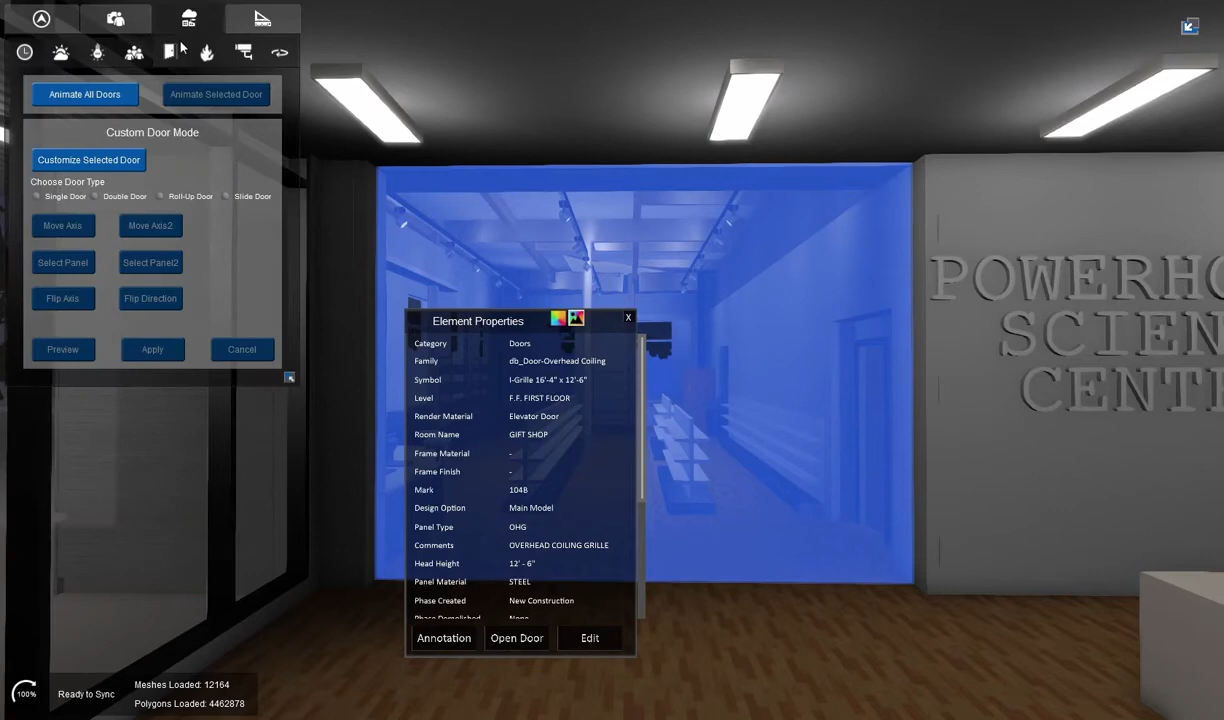 Animate All Doors Animate Selected Door
Custom Door Mode
Customize Selected Door
Choose Door Type
Single Door Double Door Roll-Up Door Slide Door
Move Axis Move Axis2
Select Panel Select Panel2
Flip Axis Flip Direction
Preview Apply Cancel
Element Properties X
Category Doors
Family db_Door-Overhead Coiling
Symbol I-Grille 16'-4" x 12'-6"
Level F.F. FIRST FLOOR
Render Material Elevator Door
Room Name GIFT SHOP
Frame Material -
Frame Finish -
Mark 104B
Design Option Main Model
Panel Type OHG
Comments OVERHEAD COILING GRILLE
Head Height 12' - 6"
Panel Material STEEL
Phase Created New Construction
Phase Demolished None
Annotation Open Door Edit
POWERHO
SCIEN
CENT
100% Ready to Sync
Meshes Loaded: 12164
Polygons Loaded: 4462878